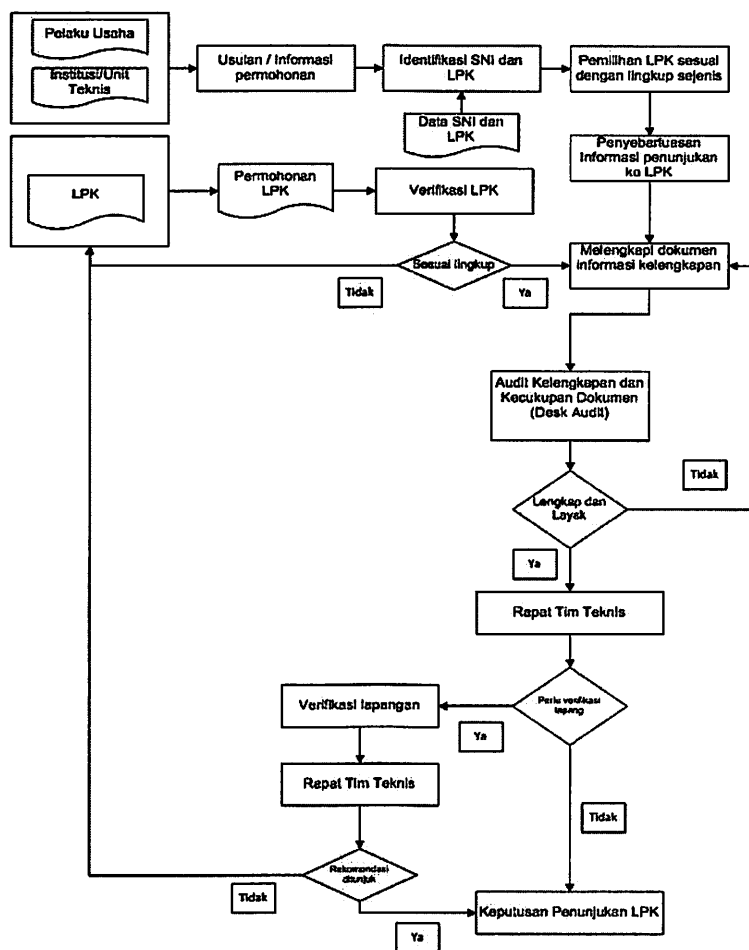 Pelaku Usaha
Institusi/Unit
Teknis
Usulan / Informasi
permohonan
Identifikasi SNI dan
LPK
Pemilihan LPK sesuai
dengan lingkup sejenis
Data SNI dan
LPK
Penyebarluasan
Informasi penunjukan
ke LPK
LPK
Permohonan
LPK
Verifikasi LPK
Sesuai lingkup
Tidak
Ya
Melengkapi dokumen
informasi kelengkapan
Audit Kelengkapan dan
Kecukupan Dokumen
(Desk Audit)
Lengkap dan
Layak
Tidak
Ya
Rapat Tim Teknis
Perlu verifikasi
Ya
Verifikasi lapangan
Rapat Tim Teknis
Tidak
Rekomendasi
ditunjuk
Tidak
Ya
Keputusan Penunjukan LPK